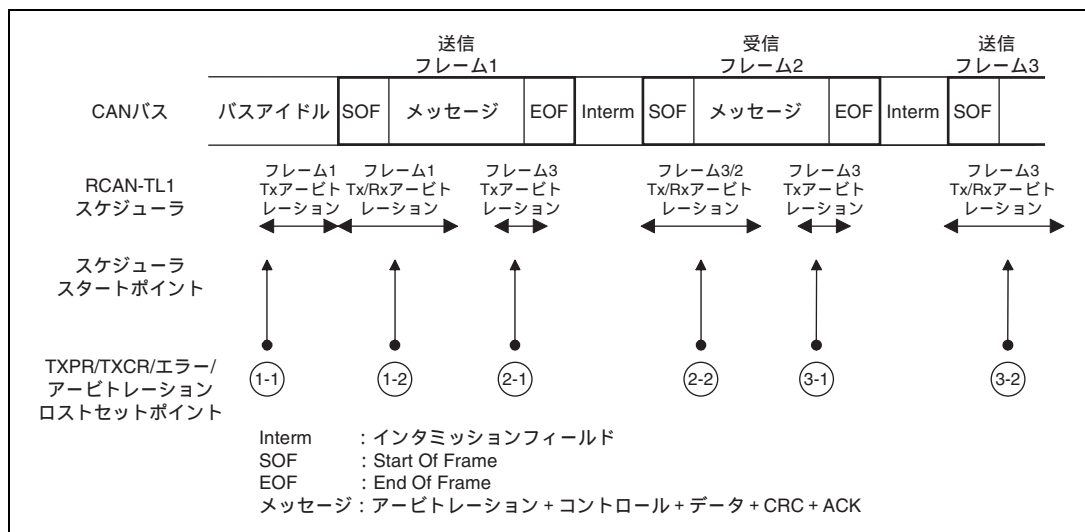 送信
フレーム1
受信
フレーム2
送信
フレーム3
CANバス
バスアイドル
SOF
メッセージ
EOF
Interm
SOF
メッセージ
EOF
Interm
SOF
RCAN-TL1
スケジューラ
フレーム1
Txアービト
レーション
フレーム1
Tx/Rxアービト
レーション
フレーム3
Txアービト
レーション
フレーム3/2
Tx/Rxアービト
レーション
フレーム3
Txアービト
レーション
フレーム3
Tx/Rxアービト
レーション
スケジューラ
スタートポイント
TXPR/TXCR/エラー/
アービトレーション
ロストセットポイント
1-1
1-2
2-1
2-2
3-1
3-2
Interm : インタミッションフィールド
SOF : Start Of Frame
EOF : End Of Frame
メッセージ : アービトレーション + コントロール + データ + CRC + ACK